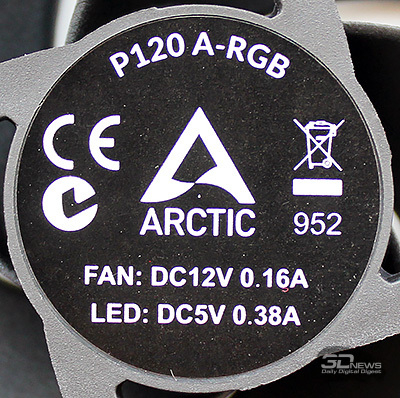 P120 A-RGB
CE
ARCTIC
952
FAN: DC12V 0.16A
LED: DC5V 0.38A
3DNEWS
Daily Digital Digest